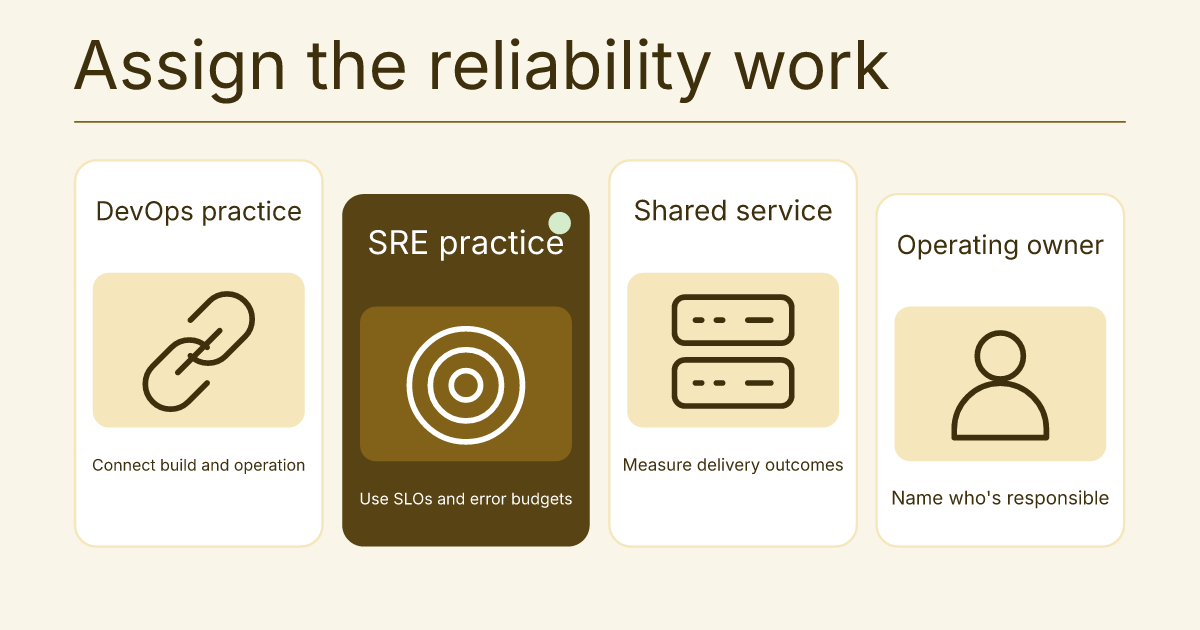 Assign the reliability work
DevOps practice
Connect build and operation
SRE practice
Use SLOs and error budgets
Shared service
Measure delivery outcomes
Operating owner
Name who's responsible